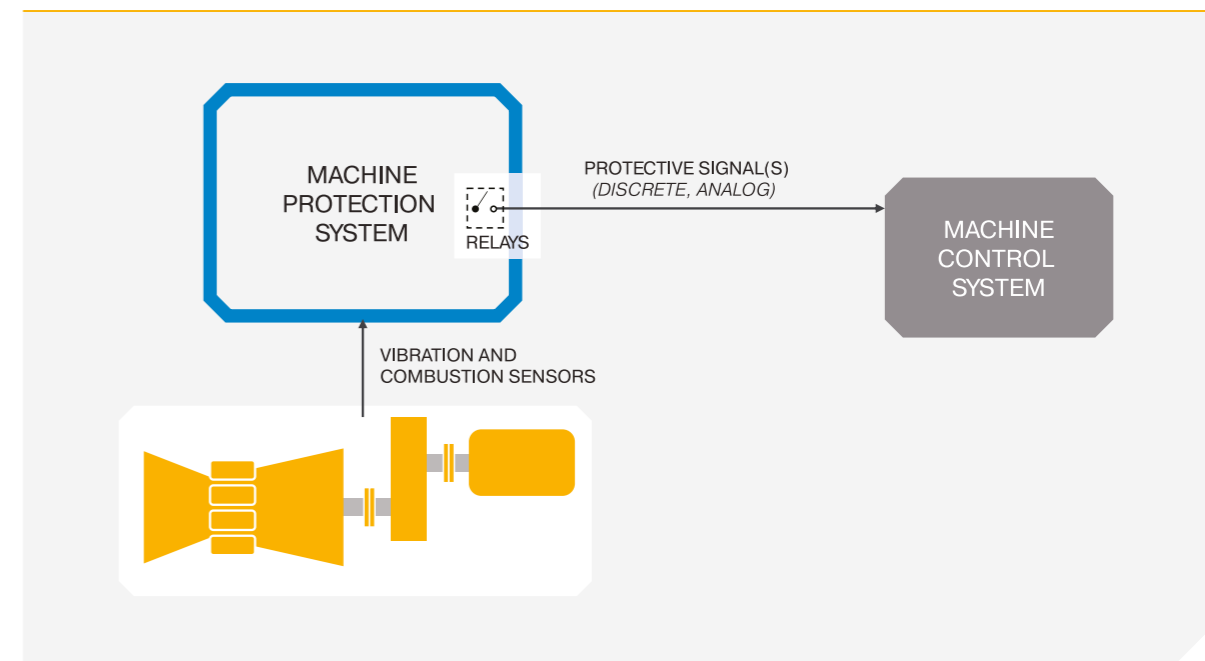 MACHINE
PROTECTION
SYSTEM
RELAYS
PROTECTIVE SIGNAL(S)
(DISCRETE, ANALOG)
MACHINE
CONTROL
SYSTEM
VIBRATION AND
COMBUSTION SENSORS